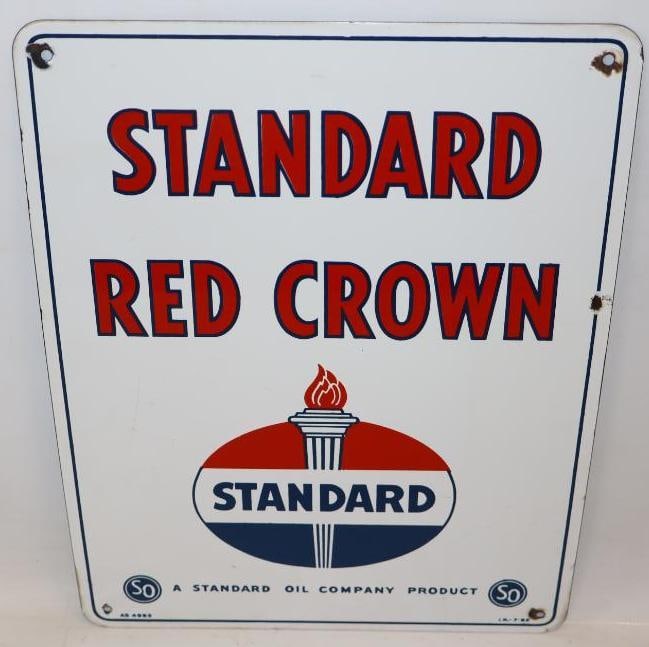 STANDARD
RED CROWN
STANDARD
SO A STANDARD OIL COMPANY PRODUCT SO